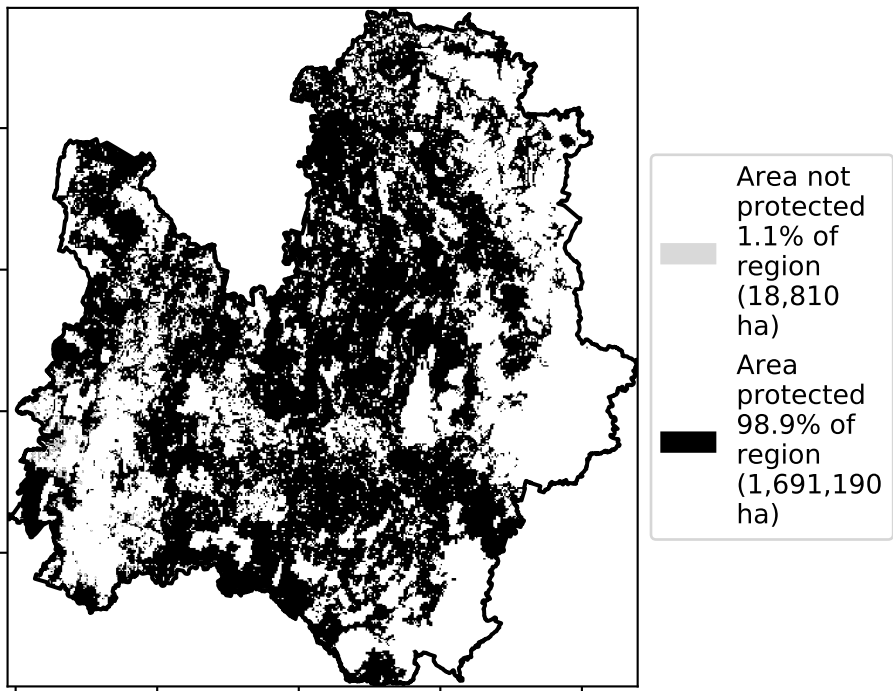 Area not
protected
1.1% of
region
(18,810
ha)
Area
protected
98.9% of
region
(1,691,190
ha)